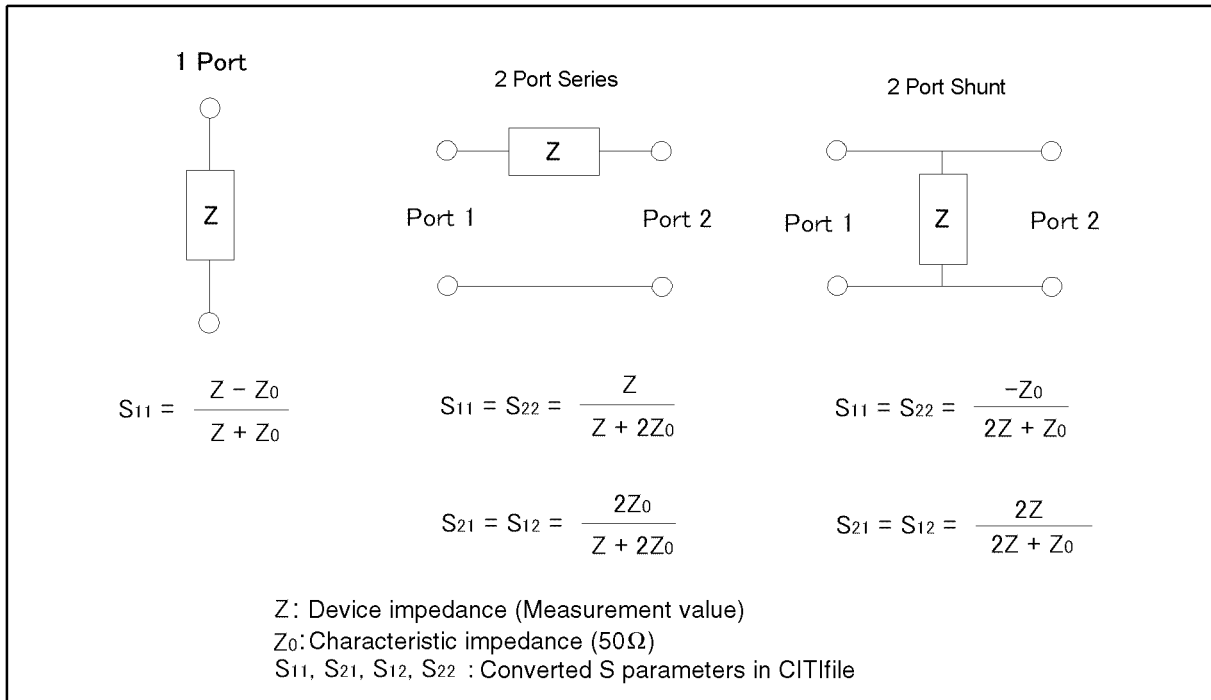 1 Port
2 Port Series
2 Port Shunt
Z
Z
Z
Port 1
Port 2
Port 1
Port 2
S11 = Z − Z0 / Z + Z0
S11 = S22 = Z / Z + 2Z0
S11 = S22 = -Z0 / 2Z + Z0
S21 = S12 = 2Z0 / Z + 2Z0
S21 = S12 = 2Z / 2Z + Z0
Z: Device impedance (Measurement value)
Z0: Characteristic impedance (50Ω)
S11, S21, S12, S22 : Converted S parameters in CITIfile